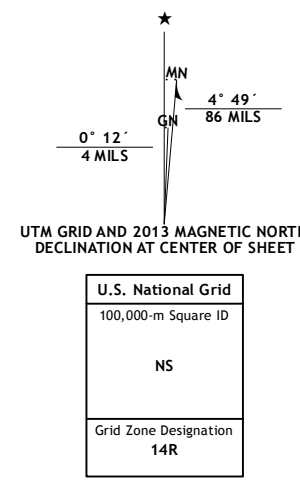 ★
MN
4° 49´
86 MILS
GN
0° 12´
4 MILS
UTM GRID AND 2013 MAGNETIC NORTH
DECLINATION AT CENTER OF SHEET
U.S. National Grid
100,000-m Square ID
NS
Grid Zone Designation
14R